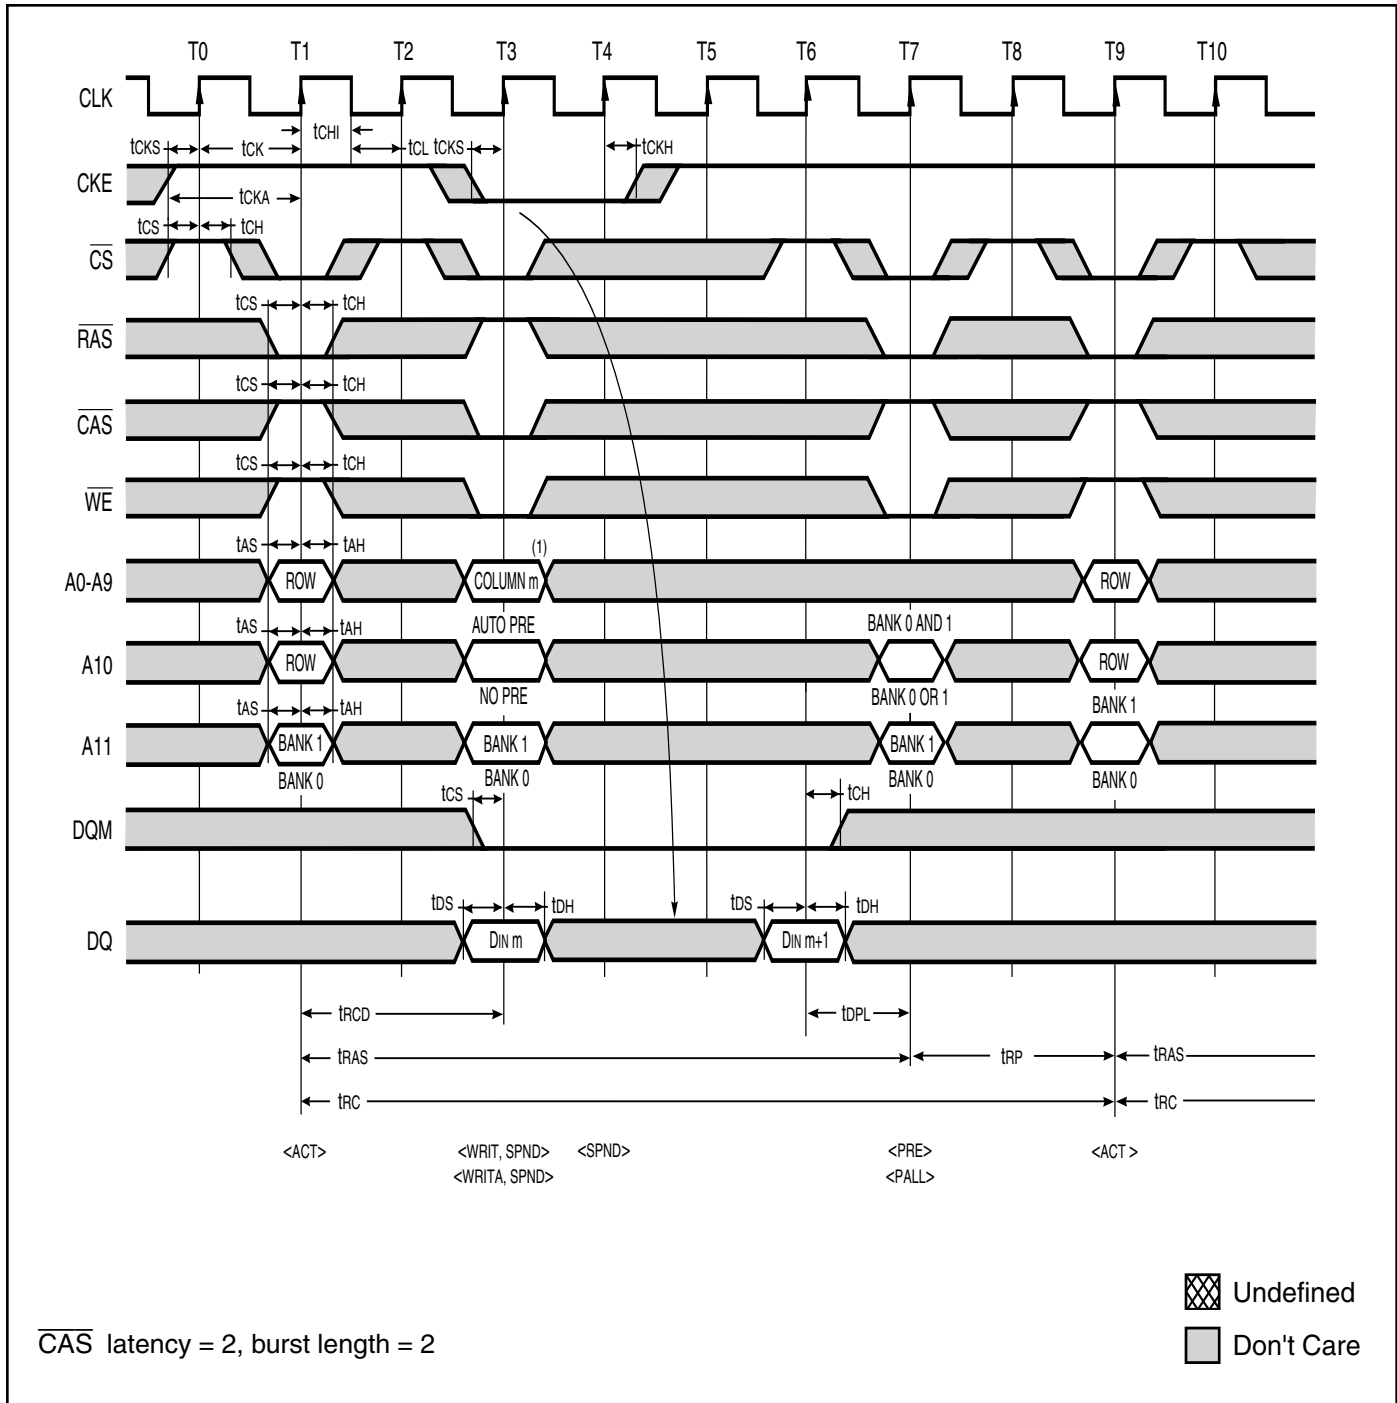 T0 T1 T2 T3 T4 T5 T6 T7 T8 T9 T10
CLK
tCHI
tCKS tCK tCL tCKS tCKH
CKE
tCKA
tCS tCH
CS
tCS tCH
RAS
tCS tCH
CAS
tCS tCH
WE
tAS tAH (1)
A0-A9 ROW COLUMN m ROW
tAS tAH AUTO PRE BANK 0 AND 1
A10 ROW ROW
NO PRE BANK 0 OR 1 BANK 1
tAS tAH
A11 BANK 1 BANK 1 BANK 1
BANK 0 BANK 0 BANK 0 BANK 0
tCS tCH
DQM
tDS tDH tDS tDH
DQ DIN m DIN m+1
tRCD tDPL
tRAS tRP tRAS
tRC tRC
<ACT> <WRIT, SPND> <SPND> <PRE> <ACT >
<WRITA, SPND> <PALL>
Undefined
CAS latency = 2, burst length = 2
Don't Care